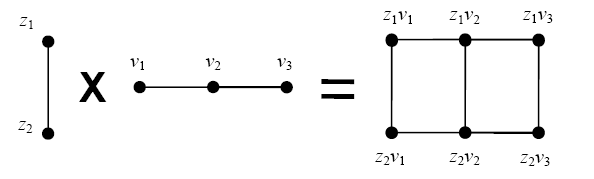 z₁
z₂
X
v₁ v₂ v₃
=
z₁v₁ z₁v₂ z₁v₃
z₂v₁ z₂v₂ z₂v₃